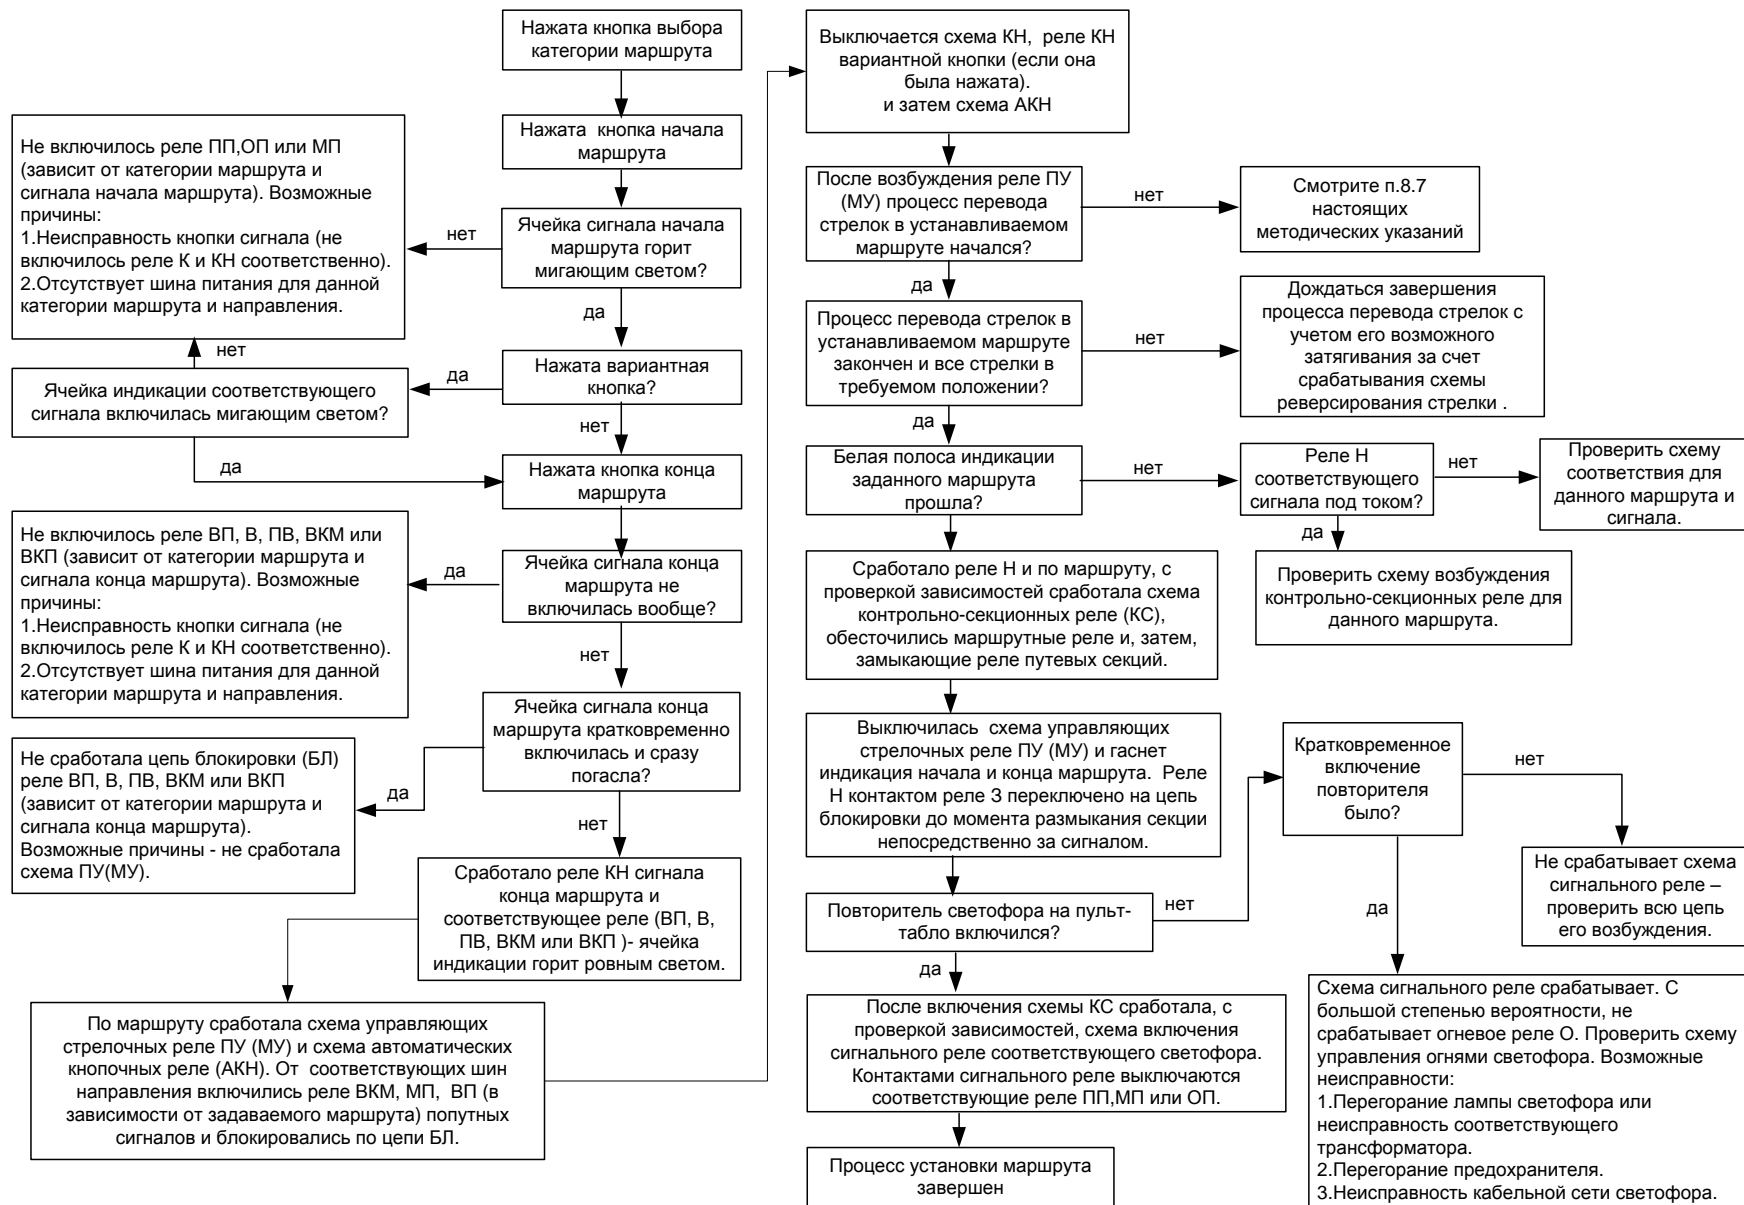 Нажата кнопка выбора
категории маршрута
Нажата кнопка начала
маршрута
Ячейка сигнала начала
маршрута горит
мигающим светом?
нет
Не включилось реле ПП,ОП или МП
(зависит от категории маршрута и
сигнала начала маршрута). Возможные
причины:
1.Неисправность кнопки сигнала (не
включилось реле К и КН соответственно).
2.Отсутствует шина питания для данной
категории маршрута и направления.
да
Нажата вариантная
кнопка?
да
нет
Ячейка индикации соответствующего
сигнала включилась мигающим светом?
да
нет
Нажата кнопка конца
маршрута
Ячейка сигнала конца
маршрута не
включилась вообще?
да
Не включилось реле ВП, В, ПВ, ВКМ или
ВКП (зависит от категории маршрута и
сигнала конца маршрута). Возможные
причины:
1.Неисправность кнопки сигнала (не
включилось реле К и КН соответственно).
2.Отсутствует шина питания для данной
категории маршрута и направления.
нет
Ячейка сигнала конца
маршрута кратковременно
включилась и сразу
погасла?
да
Не сработала цепь блокировки (БЛ)
реле ВП, В, ПВ, ВКМ или ВКП
(зависит от категории маршрута и
сигнала конца маршрута).
Возможные причины - не сработала
схема ПУ(МУ).
нет
Сработало реле КН сигнала
конца маршрута и
соответствующее реле (ВП, В,
ПВ, ВКМ или ВКП )- ячейка
индикации горит ровным светом.
По маршруту сработала схема управляющих
стрелочных реле ПУ (МУ) и схема автоматических
кнопочных реле (АКН). От соответствующих шин
направления включились реле ВКМ, МП, ВП (в
зависимости от задаваемого маршрута) попутных
сигналов и блокировались по цепи БЛ.
Выключается схема КН, реле КН
вариантной кнопки (если она
была нажата).
и затем схема АКН
После возбуждения реле ПУ
(МУ) процесс перевода
стрелок в устанавливаемом
маршруте начался?
нет
Смотрите п.8.7
настоящих
методических указаний
да
Процесс перевода стрелок в
устанавливаемом маршруте
закончен и все стрелки в
требуемом положении?
нет
Дождаться завершения
процесса перевода стрелок с
учетом его возможного
затягивания за счет
срабатывания схемы
реверсирования стрелки .
да
Белая полоса индикации
заданного маршрута
прошла?
нет
Реле Н
соответствующего
сигнала под током?
нет
Проверить схему
соответствия для
данного маршрута и
сигнала.
да
Проверить схему возбуждения
контрольно-секционных реле для
данного маршрута.
Сработало реле Н и по маршруту, с
проверкой зависимостей сработала схема
контрольно-секционных реле (КС),
обесточились маршрутные реле и, затем,
замыкающие реле путевых секций.
Выключилась схема управляющих
стрелочных реле ПУ (МУ) и гаснет
индикация начала и конца маршрута. Реле
Н контактом реле З переключено на цепь
блокировки до момента размыкания секции
непосредственно за сигналом.
Повторитель светофора на пульт-
табло включился?
нет
Кратковременное
включение
повторителя
было?
нет
Не срабатывает схема
сигнального реле –
проверить всю цепь
его возбуждения.
да
Схема сигнального реле срабатывает. С
большой степенью вероятности, не
срабатывает огневое реле О. Проверить схему
управления огнями светофора. Возможные
неисправности:
1.Перегорание лампы светофора или
неисправность соответствующего
трансформатора.
2.Перегорание предохранителя.
3.Неисправность кабельной сети светофора.
да
После включения схемы КС сработала, с
проверкой зависимостей, схема включения
сигнального реле соответствующего светофора.
Контактами сигнального реле выключаются
соответствующие реле ПП,МП или ОП.
Процесс установки маршрута
завершен